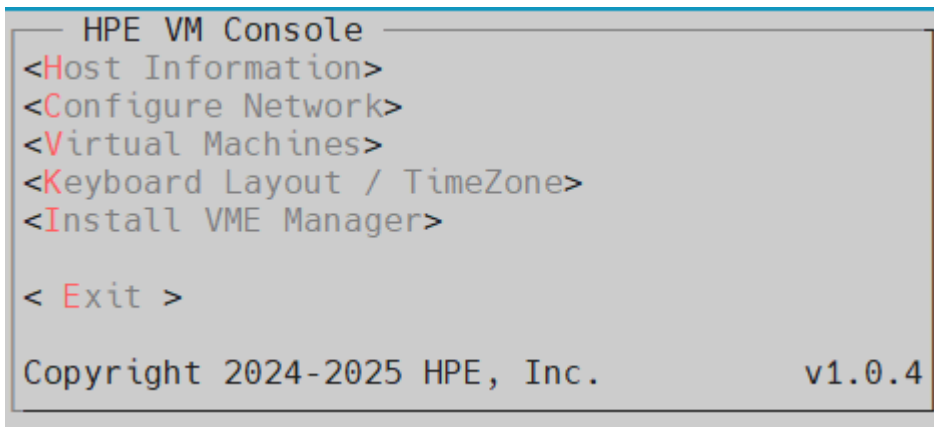 HPE VM Console
<Host Information>
<Configure Network>
<Virtual Machines>
<Keyboard Layout / TimeZone>
<Install VME Manager>
< Exit >
Copyright 2024-2025 HPE, Inc. v1.0.4